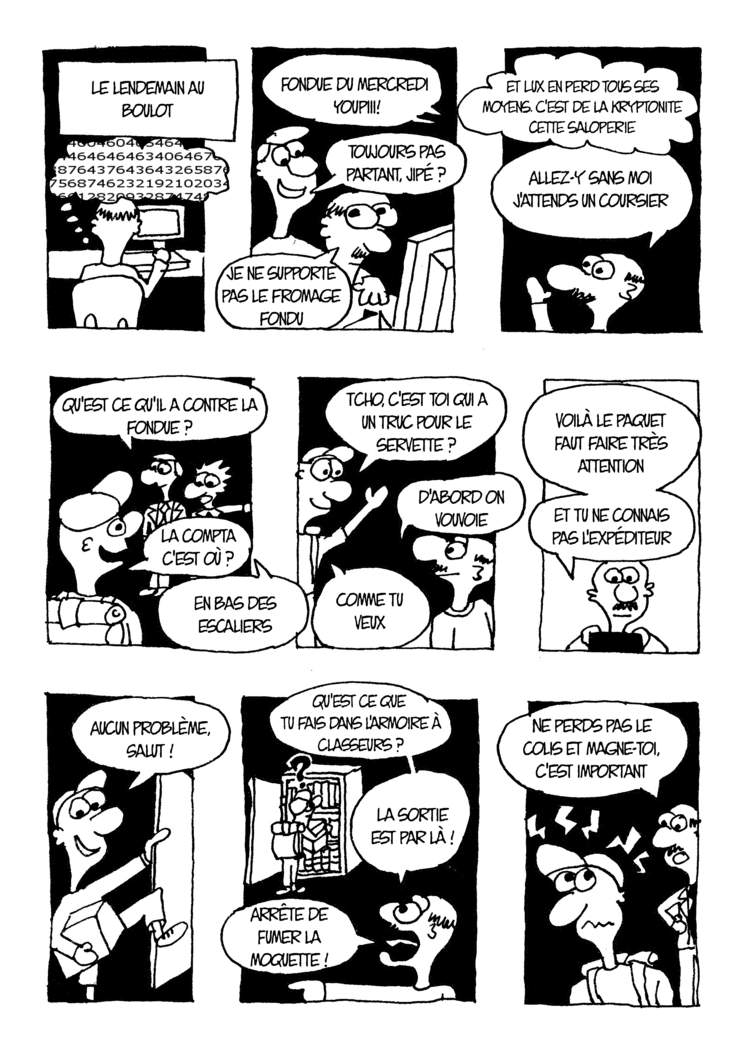 LE LENDEMAIN AU
BOULOT
46464646340646
87643764364326587
7568746232192102034
FONDUE DU MERCREDI
YOUPIII!
TOUJOURS PAS
PARTANT, JIPÉ ?
JE NE SUPPORTE
PAS LE FROMAGE
FONDU
ET LUX EN PERD TOUS SES
MOYENS. C'EST DE LA KRYPTONITE
CETTE SALOPERIE
ALLEZ-Y SANS MOI
J'ATTENDS UN COURSIER
QU'EST CE QU'IL A CONTRE LA
FONDUE ?
LA COMPTA
C'EST OÙ ?
EN BAS DES
ESCALIERS
TCHO, C'EST TOI QUI A
UN TRUC POUR LE
SERVETTE ?
D'ABORD ON
VOUVOIE
COMME TU
VEUX
VOILÀ LE PAQUET
FAUT FAIRE TRÈS
ATTENTION
ET TU NE CONNAIS
PAS L'EXPÉDITEUR
AUCUN PROBLÈME,
SALUT !
QU'EST CE QUE
TU FAIS DANS L'ARMOIRE À
CLASSEURS ?
?
LA SORTIE
EST PAR LÀ !
ARRÊTE DE
FUMER LA
MOQUETTE !
NE PERDS PAS LE
COLIS ET MAGNE-TOI,
C'EST IMPORTANT